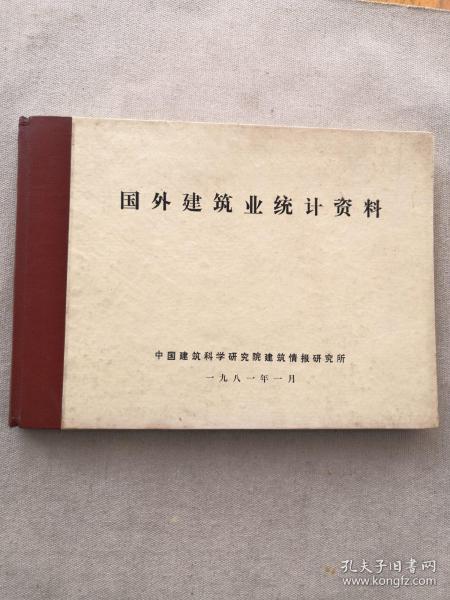 国外建筑业统计资料
中国建筑科学研究院建筑情报研究所
一九八一年一月
孔夫子旧书网
www.kongfz.com